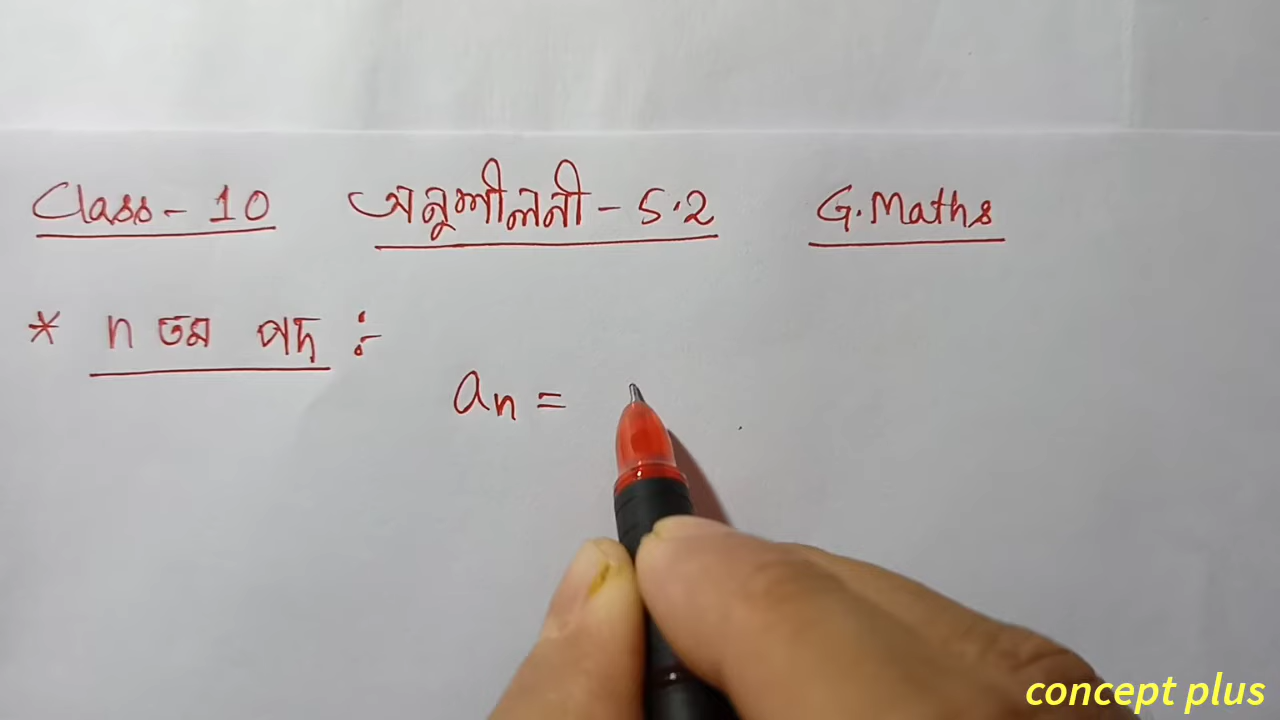 Class - 10 অনুশীলনী - 5.2 G. Maths
* n তম পদ :-
aₙ =
concept plus